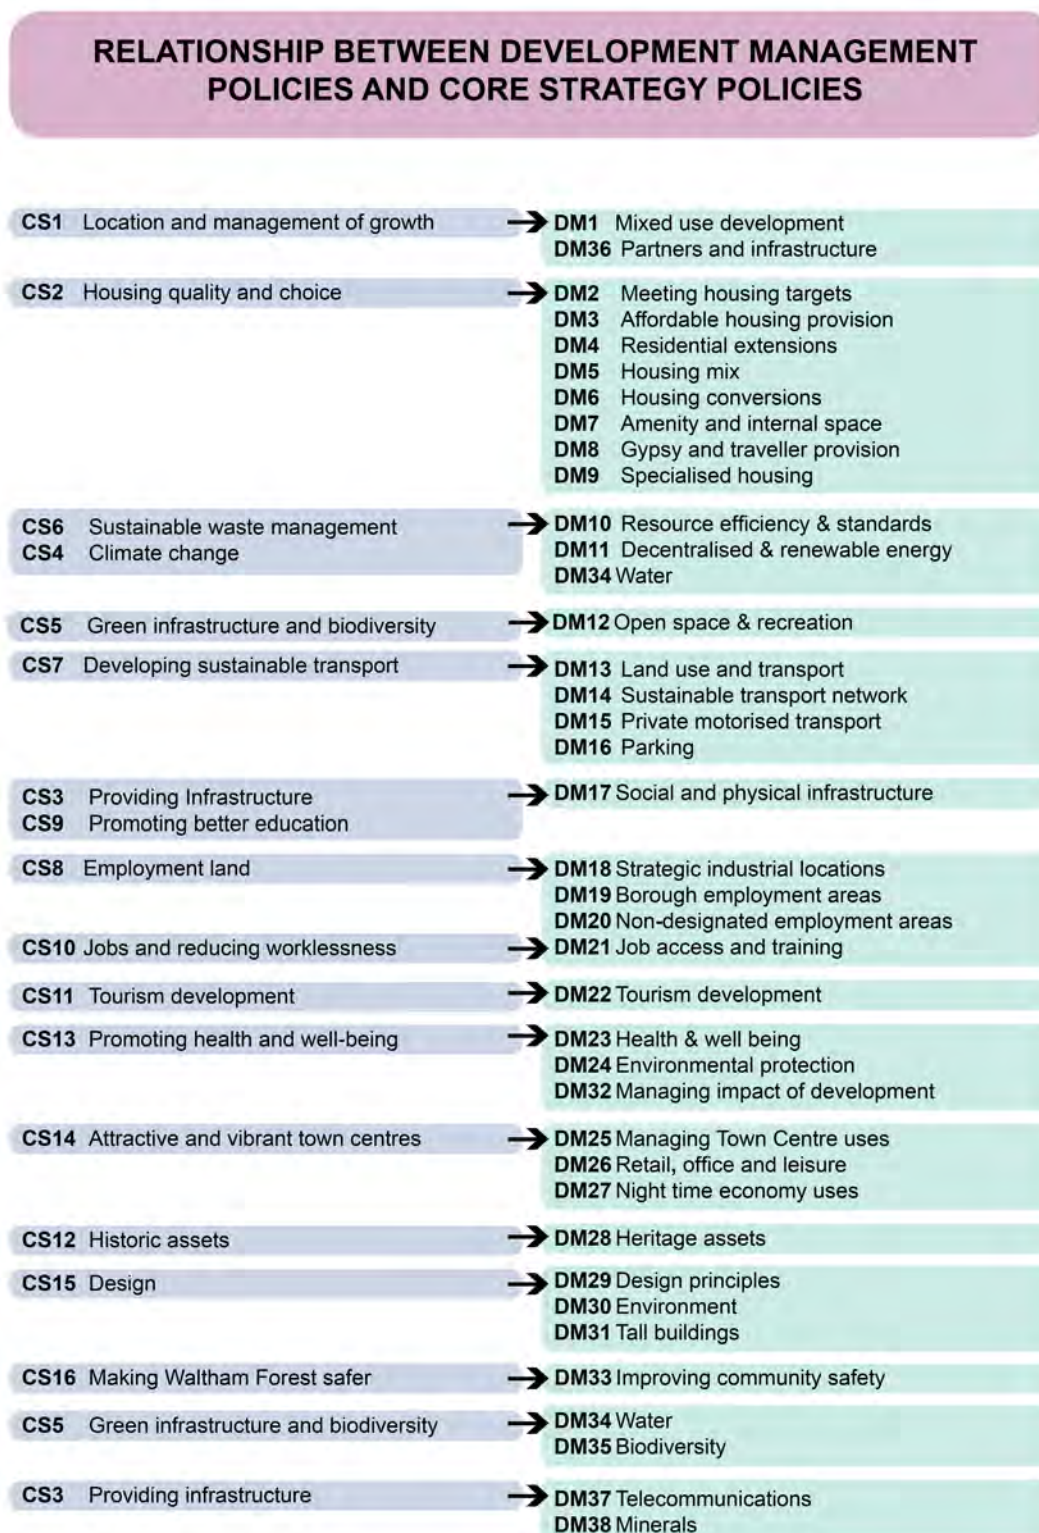 RELATIONSHIP BETWEEN DEVELOPMENT MANAGEMENT
POLICIES AND CORE STRATEGY POLICIES
CS1 Location and management of growth
DM1 Mixed use development
DM36 Partners and infrastructure
CS2 Housing quality and choice
DM2 Meeting housing targets
DM3 Affordable housing provision
DM4 Residential extensions
DM5 Housing mix
DM6 Housing conversions
DM7 Amenity and internal space
DM8 Gypsy and traveller provision
DM9 Specialised housing
CS6 Sustainable waste management
CS4 Climate change
DM10 Resource efficiency & standards
DM11 Decentralised & renewable energy
DM34 Water
CS5 Green infrastructure and biodiversity
DM12 Open space & recreation
CS7 Developing sustainable transport
DM13 Land use and transport
DM14 Sustainable transport network
DM15 Private motorised transport
DM16 Parking
CS3 Providing Infrastructure
CS9 Promoting better education
DM17 Social and physical infrastructure
CS8 Employment land
DM18 Strategic industrial locations
DM19 Borough employment areas
DM20 Non-designated employment areas
CS10 Jobs and reducing worklessness
DM21 Job access and training
CS11 Tourism development
DM22 Tourism development
CS13 Promoting health and well-being
DM23 Health & well being
DM24 Environmental protection
DM32 Managing impact of development
CS14 Attractive and vibrant town centres
DM25 Managing Town Centre uses
DM26 Retail, office and leisure
DM27 Night time economy uses
CS12 Historic assets
DM28 Heritage assets
CS15 Design
DM29 Design principles
DM30 Environment
DM31 Tall buildings
CS16 Making Waltham Forest safer
DM33 Improving community safety
CS5 Green infrastructure and biodiversity
DM34 Water
DM35 Biodiversity
CS3 Providing infrastructure
DM37 Telecommunications
DM38 Minerals